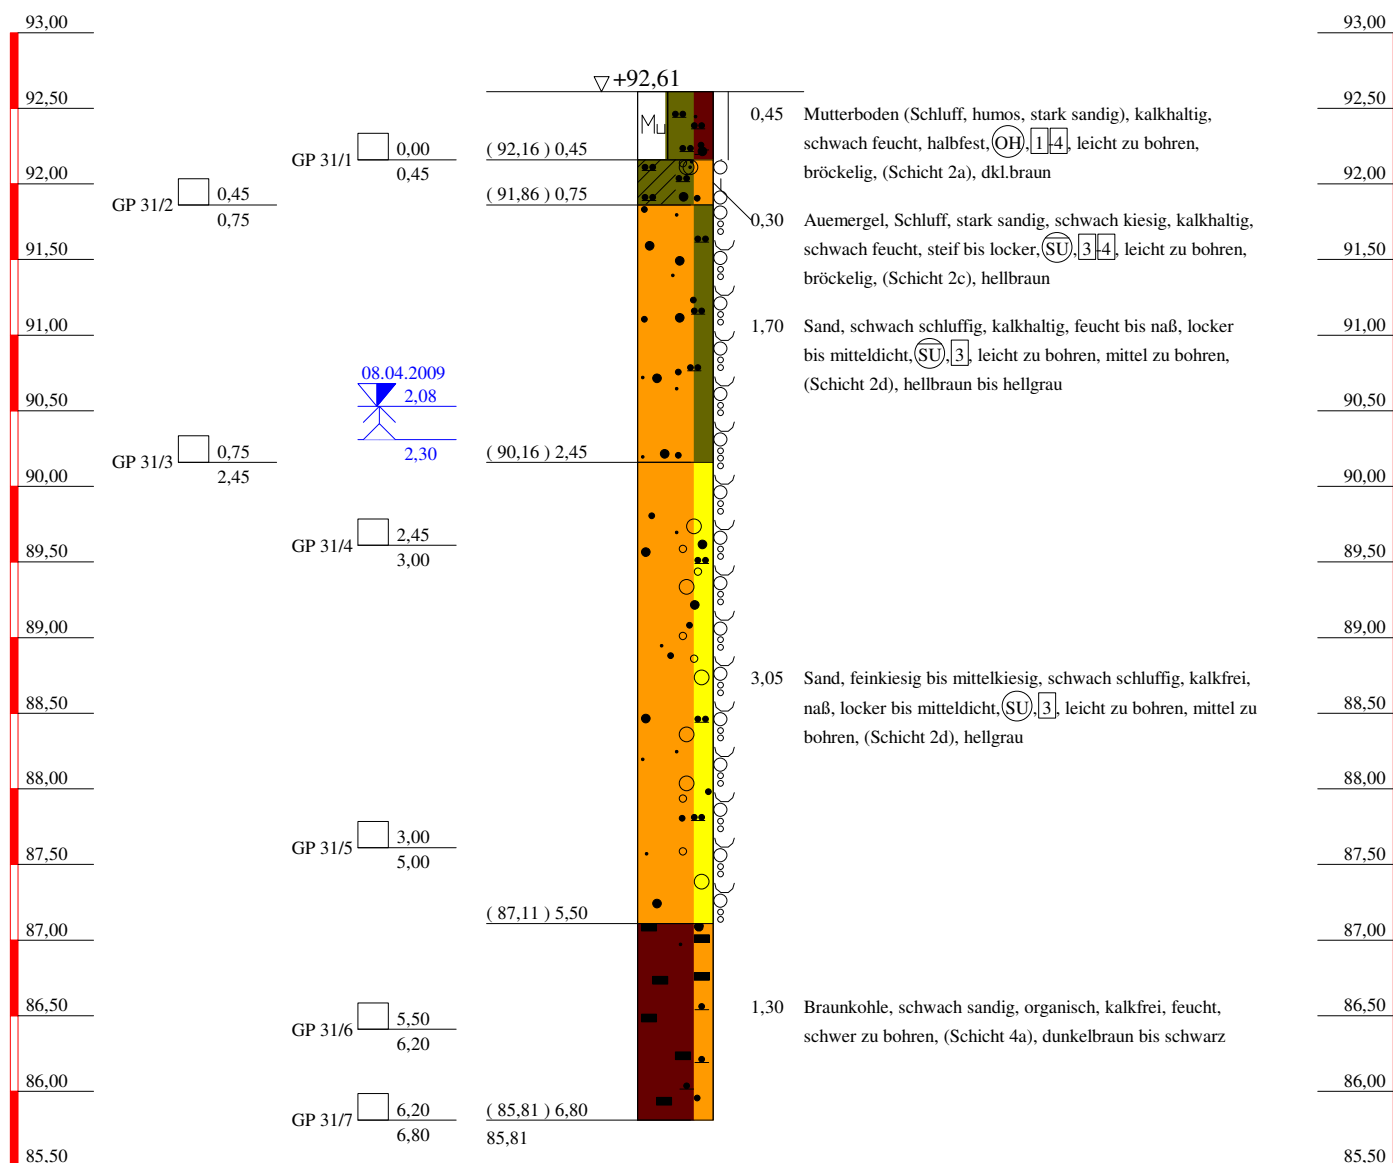 93,00
92,50
92,00
91,50
91,00
90,50
90,00
89,50
89,00
88,50
88,00
87,50
87,00
86,50
86,00
85,50
GP 31/1
0,00
0,45
GP 31/2
0,45
0,75
GP 31/3
0,75
2,45
08.04.2009
2,08
2,30
GP 31/4
2,45
3,00
GP 31/5
3,00
5,00
GP 31/6
5,50
6,20
GP 31/7
6,20
6,80
+92,61
Mu
( 92,16 ) 0,45
( 91,86 ) 0,75
( 90,16 ) 2,45
( 87,11 ) 5,50
( 85,81 ) 6,80
85,81
0,45 Mutterboden (Schluff, humos, stark sandig), kalkhaltig,
schwach feucht, halbfest, OH, 1-4, leicht zu bohren,
bröckelig, (Schicht 2a), dkl.braun
0,30 Auemergel, Schluff, stark sandig, schwach kiesig, kalkhaltig,
schwach feucht, steif bis locker, S̅U̅, 3-4, leicht zu bohren,
bröckelig, (Schicht 2c), hellbraun
1,70 Sand, schwach schluffig, kalkhaltig, feucht bis naß, locker
bis mitteldicht, S̅U̅, 3, leicht zu bohren, mittel zu bohren,
(Schicht 2d), hellbraun bis hellgrau
3,05 Sand, feinkiesig bis mittelkiesig, schwach schluffig, kalkfrei,
naß, locker bis mitteldicht, SU, 3, leicht zu bohren, mittel zu
bohren, (Schicht 2d), hellgrau
1,30 Braunkohle, schwach sandig, organisch, kalkfrei, feucht,
schwer zu bohren, (Schicht 4a), dunkelbraun bis schwarz
93,00
92,50
92,00
91,50
91,00
90,50
90,00
89,50
89,00
88,50
88,00
87,50
87,00
86,50
86,00
85,50